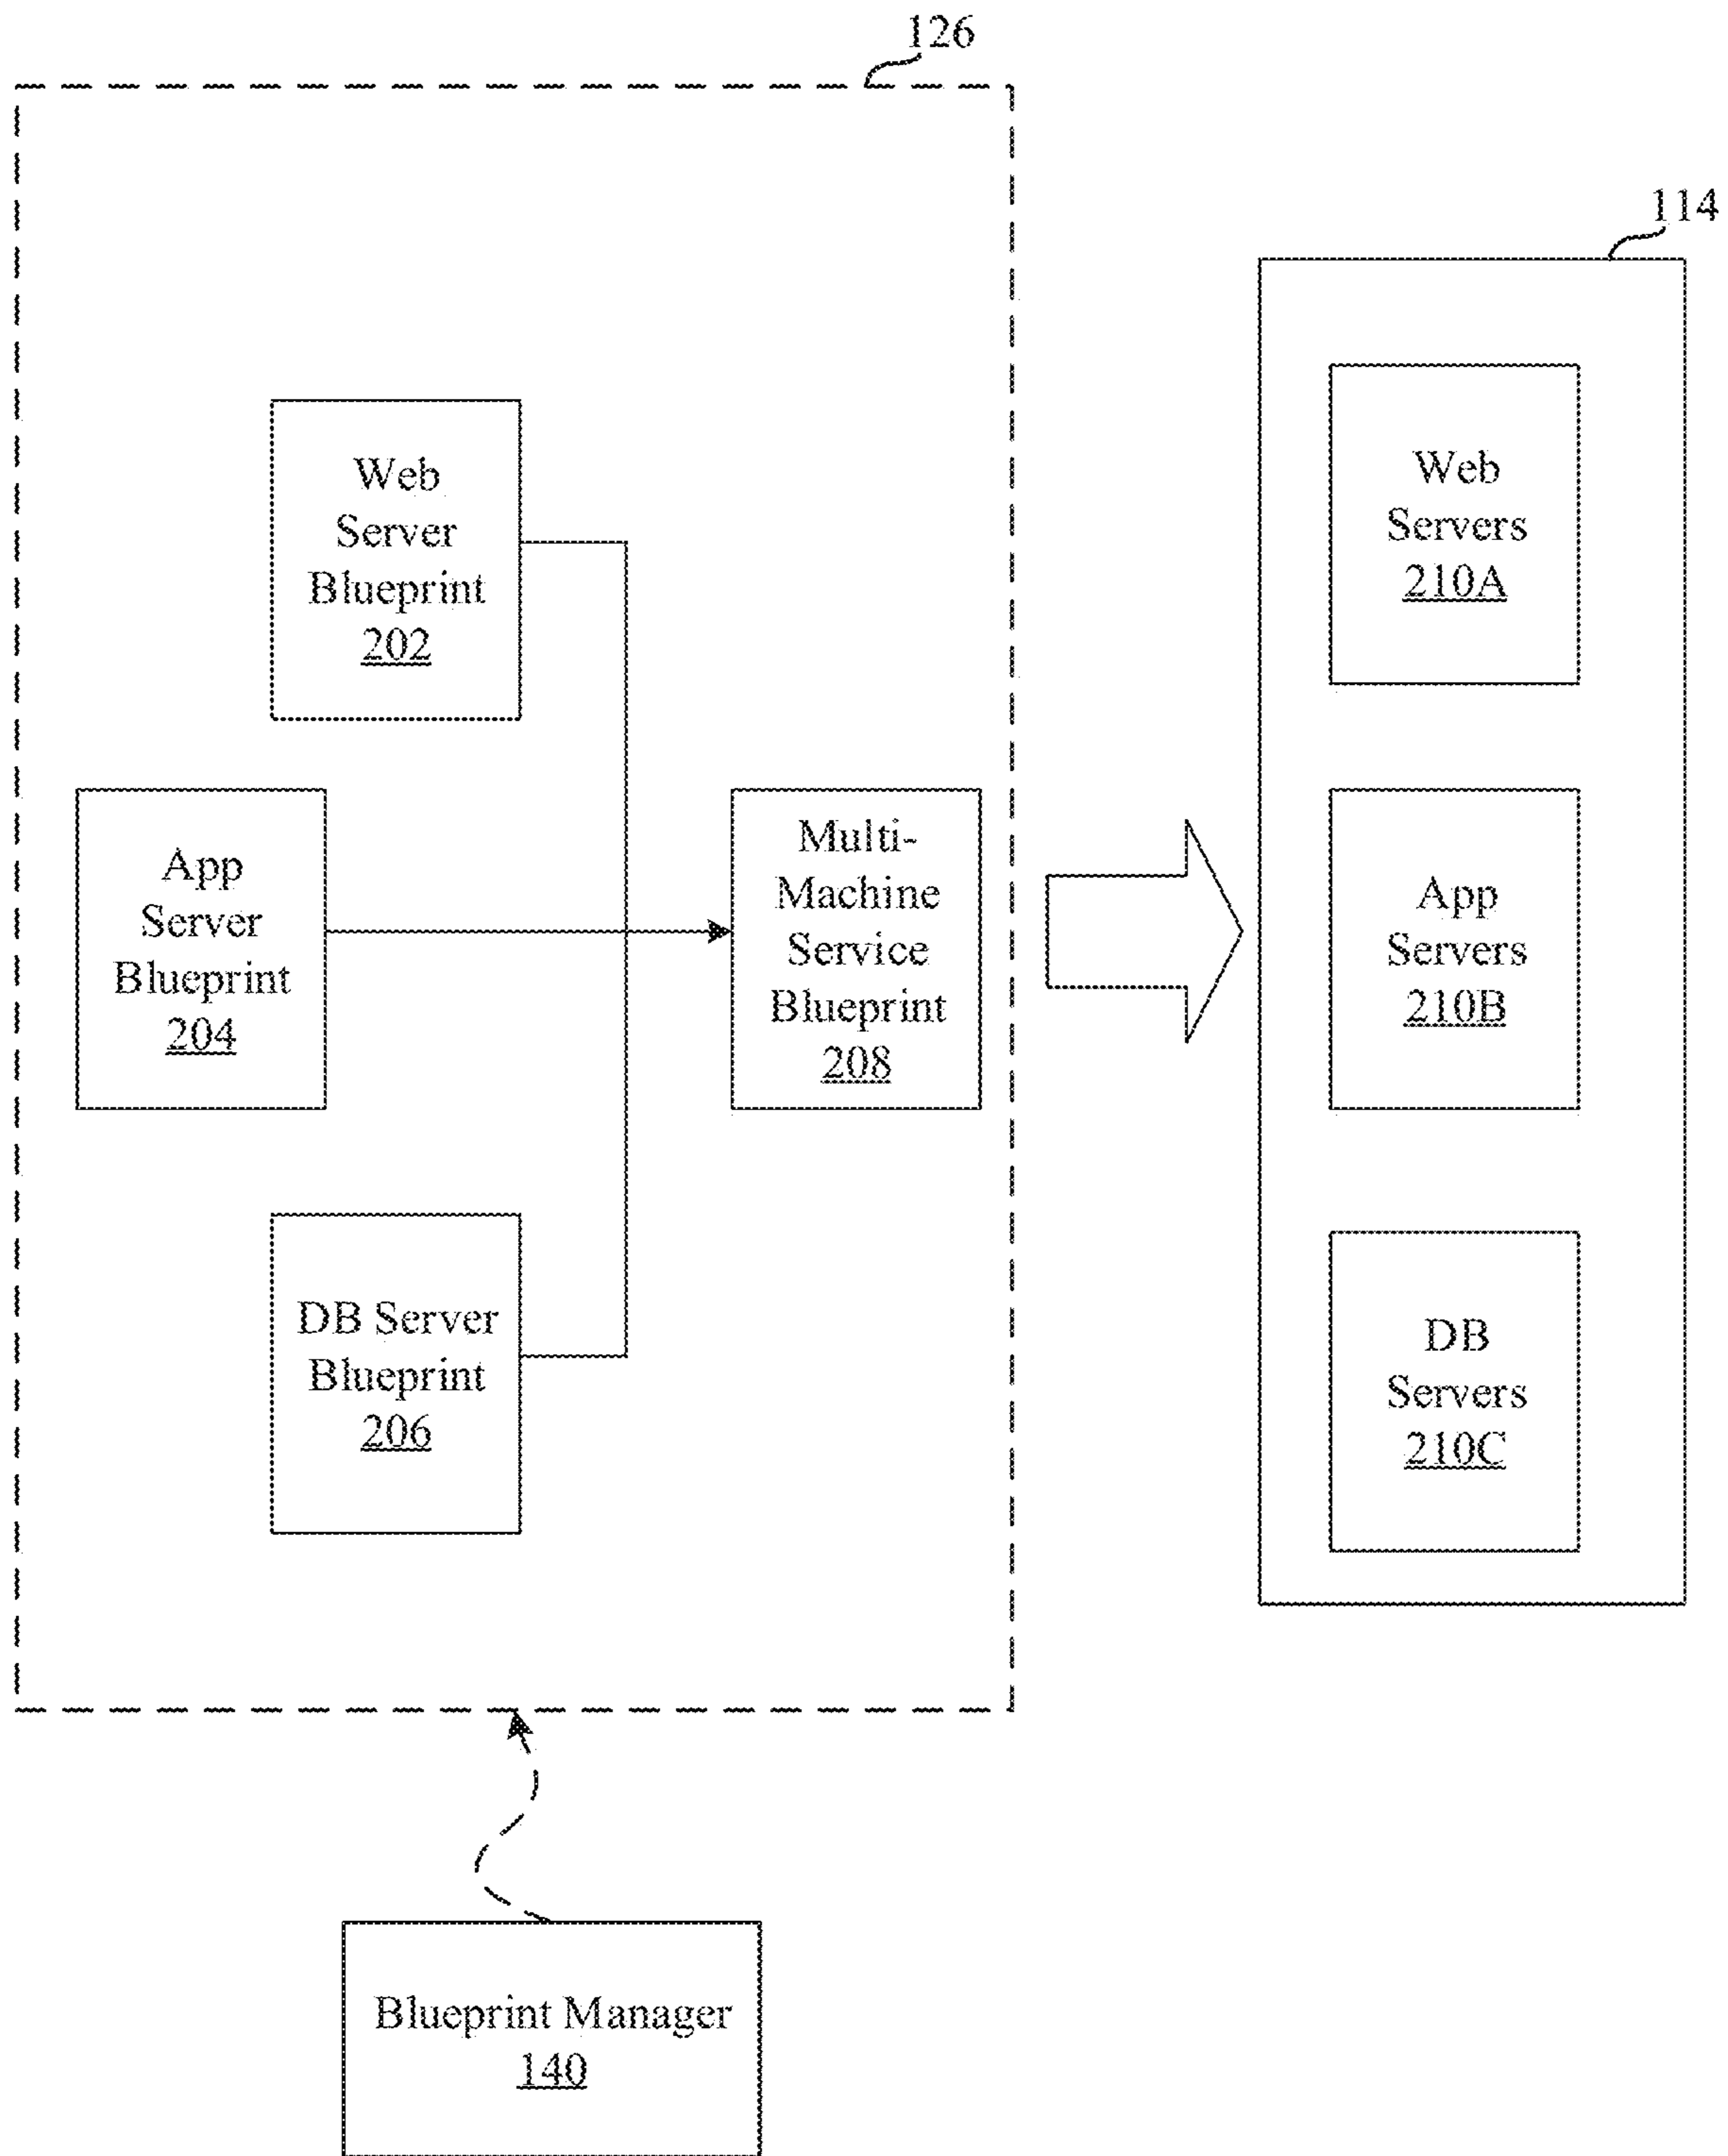 126
114
Web
Server
Blueprint
202
App
Server
Blueprint
204
DB Server
Blueprint
206
Multi-
Machine
Service
Blueprint
208
Web
Servers
210A
App
Servers
210B
DB
Servers
210C
Blueprint Manager
140